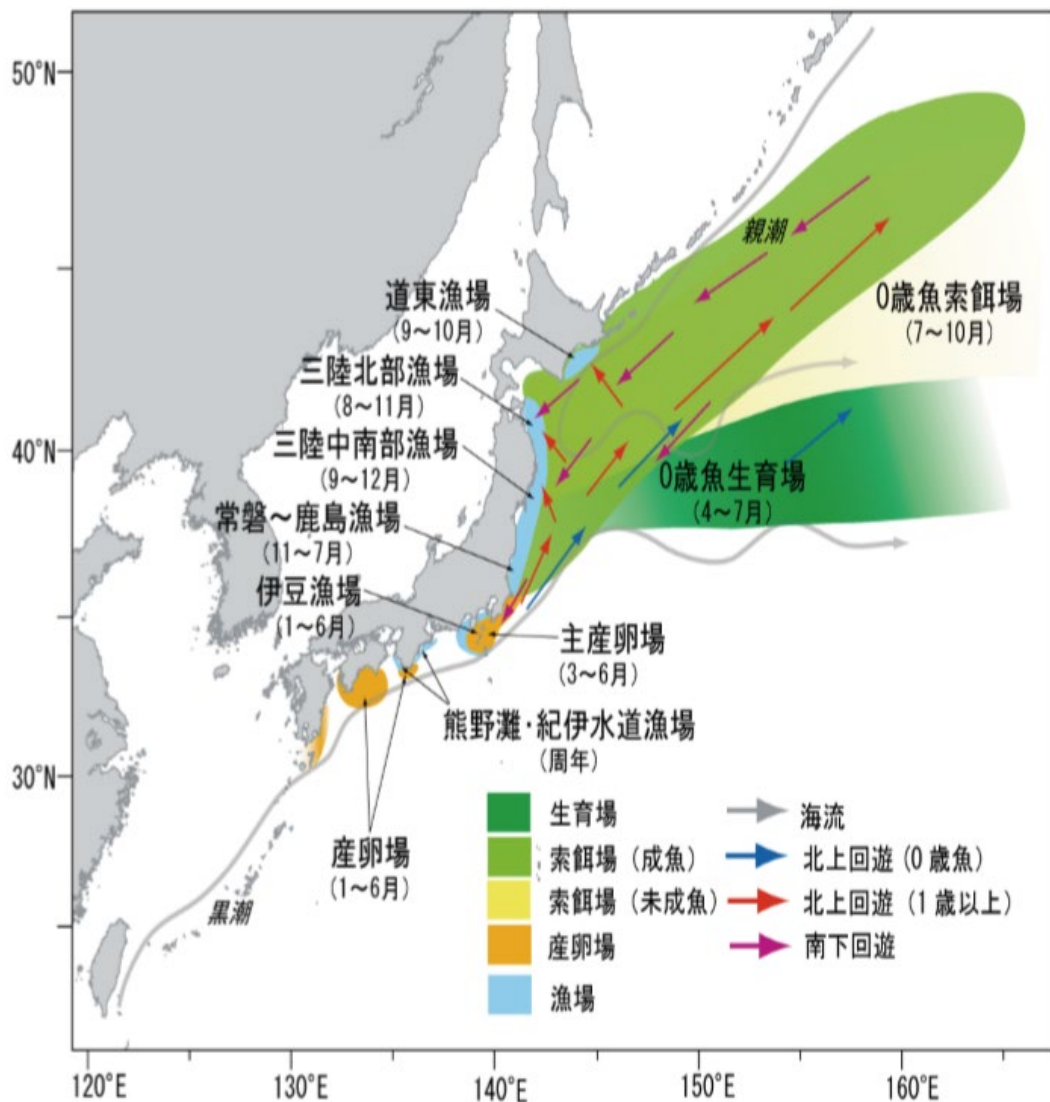 50°N
親潮
道東漁場
(9～10月)
0歳魚索餌場
(7～10月)
三陸北部漁場
(8～11月)
40°N
三陸中南部漁場
(9～12月)
0歳魚生育場
(4～7月)
常磐～鹿島漁場
(11～7月)
伊豆漁場
(1～6月)
主産卵場
(3～6月)
熊野灘・紀伊水道漁場
(周年)
30°N
産卵場
(1～6月)
黒潮
生育場
索餌場（成魚）
索餌場（未成魚）
産卵場
漁場
海流
北上回遊（0歳魚）
北上回遊（1歳以上）
南下回遊
120°E
130°E
140°E
150°E
160°E